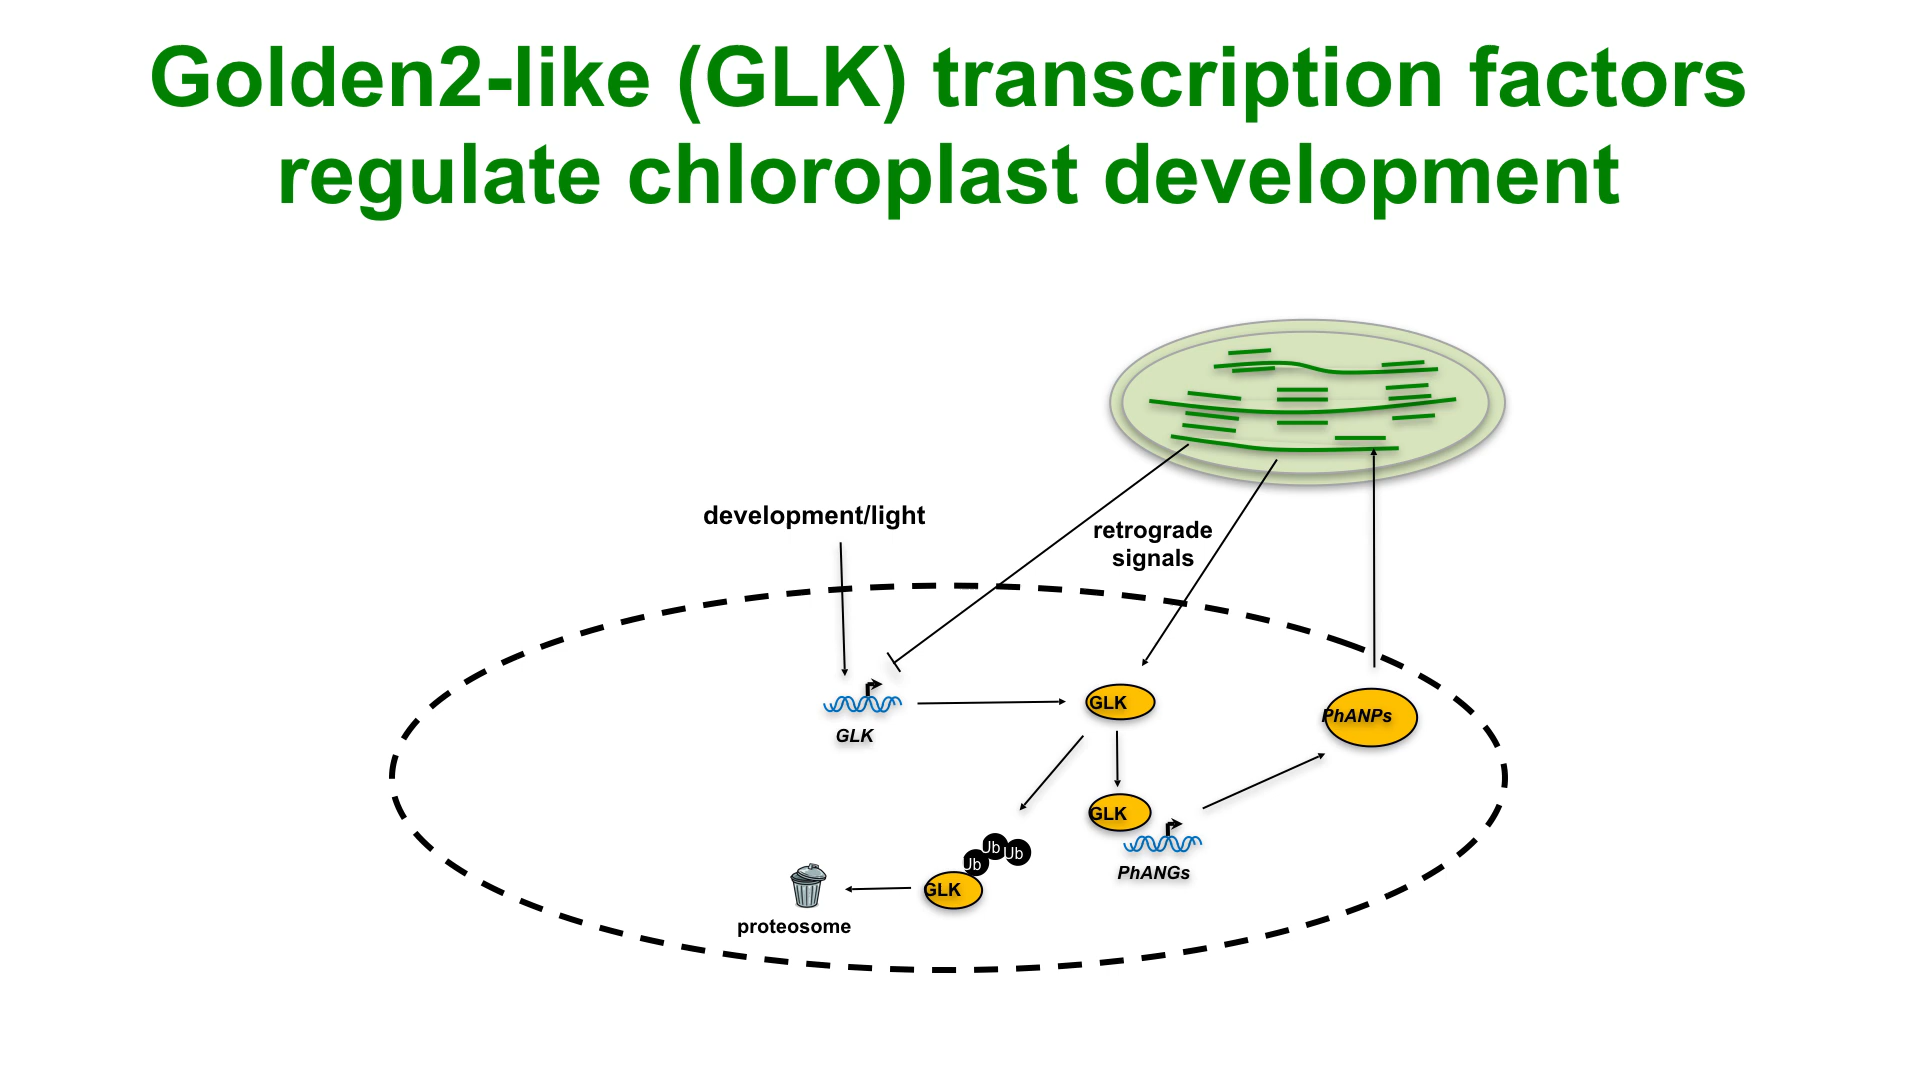 Golden2-like (GLK) transcription factors
regulate chloroplast development
development/light
retrograde
signals
GLK
GLK
PhANPs
GLK
PhANGs
Ub
Ub
Ub
GLK
proteosome